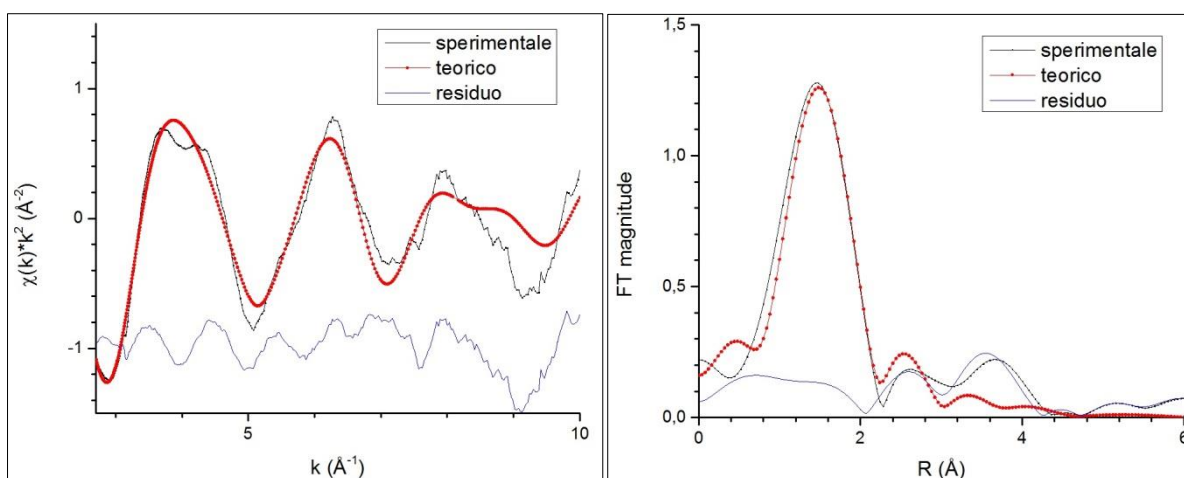 sperimentale
teorico
residuo
1
0
-1
χ(k)*k² (Å⁻²)
5
10
k (Å⁻¹)
1,5
1,0
0,5
0,0
FT magnitude
sperimentale
teorico
residuo
0
2
4
6
R (Å)